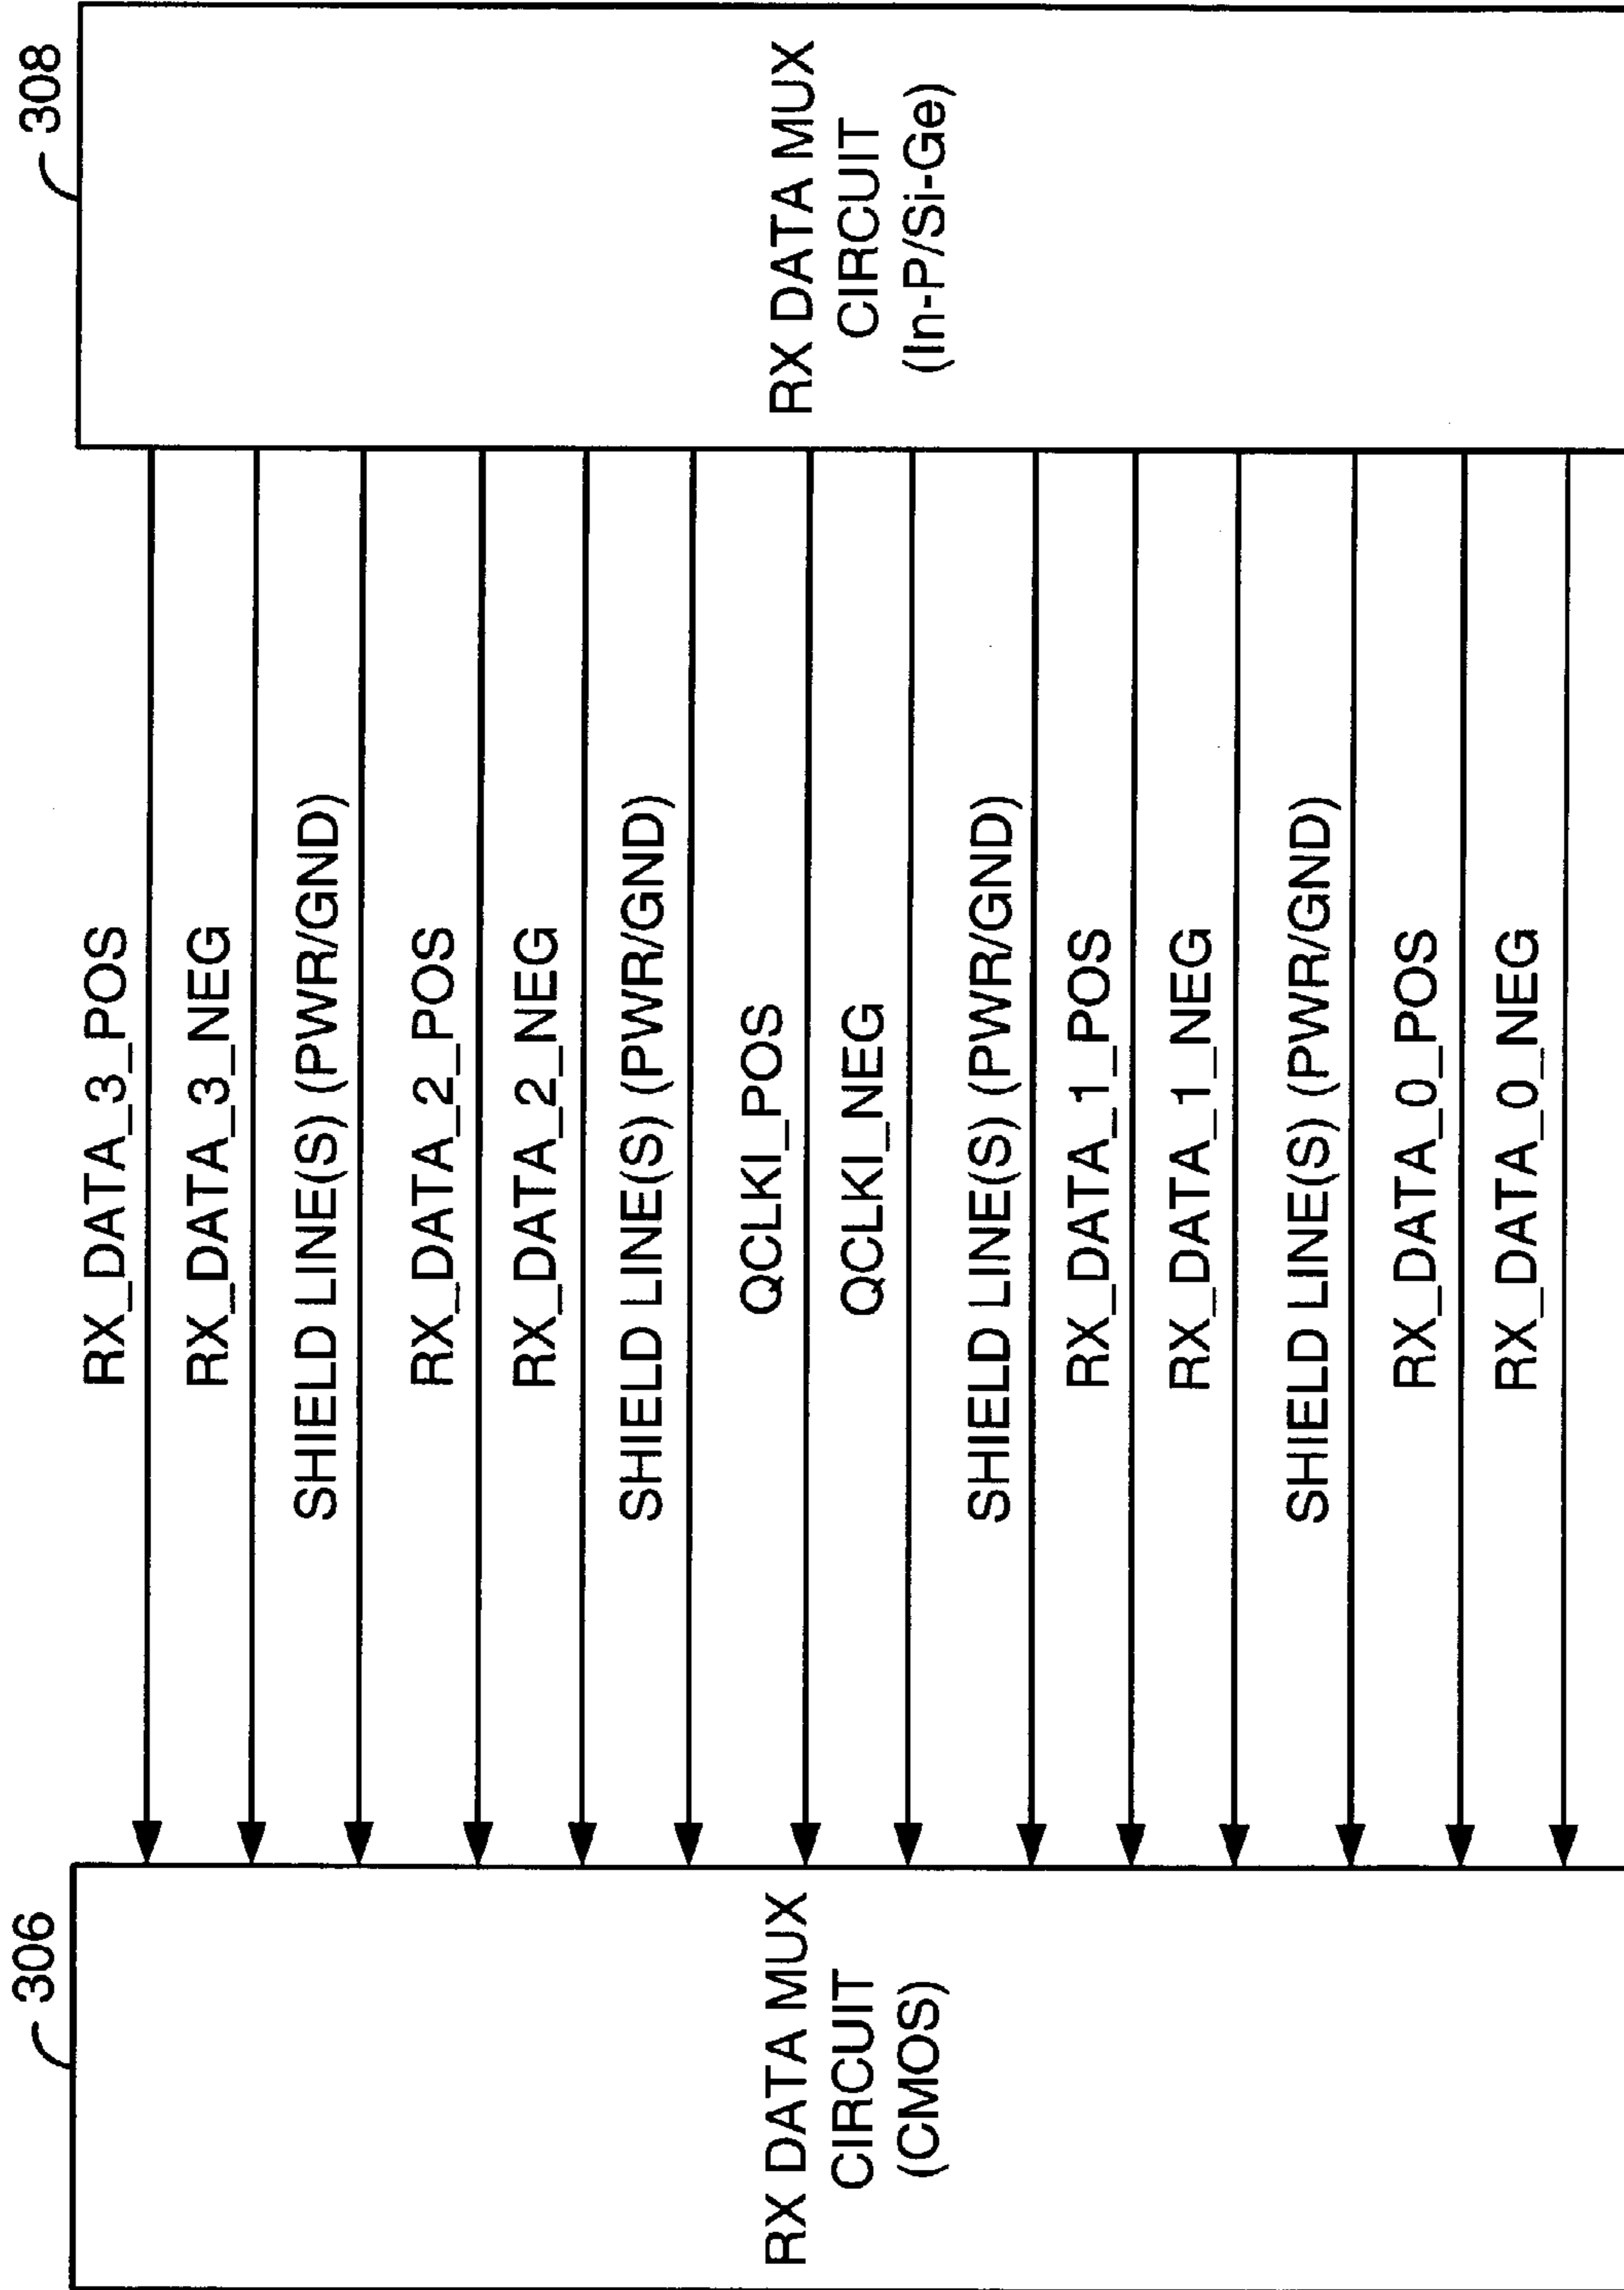 308
RX DATA MUX
CIRCUIT
(In-P/Si-Ge)
RX_DATA_3_POS
RX_DATA_3_NEG
SHIELD LINE(S) (PWR/GND)
RX_DATA_2_POS
RX_DATA_2_NEG
SHIELD LINE(S) (PWR/GND)
QCLKI_POS
QCLKI_NEG
SHIELD LINE(S) (PWR/GND)
RX_DATA_1_POS
RX_DATA_1_NEG
SHIELD LINE(S) (PWR/GND)
RX_DATA_0_POS
RX_DATA_0_NEG
306
RX DATA MUX
CIRCUIT
(CMOS)